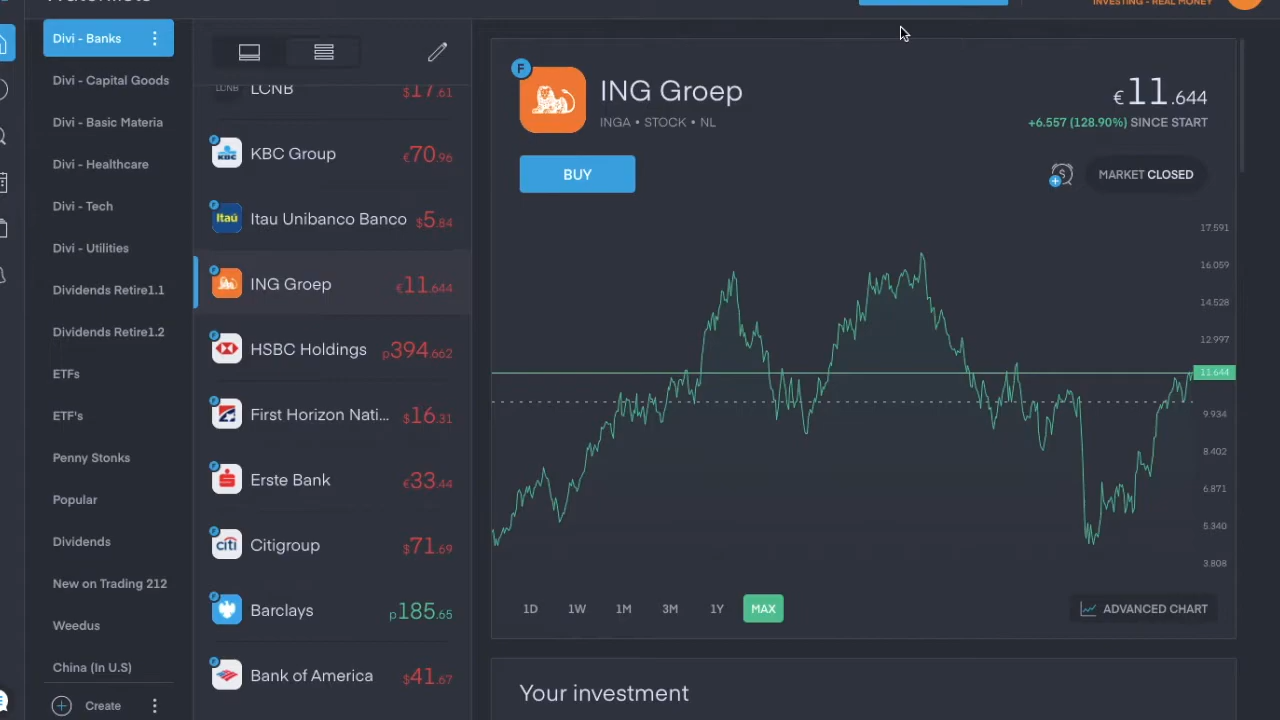 Watchlists
INVESTING - REAL MONEY
Divi - Banks
Divi - Capital Goods
Divi - Basic Materia
Divi - Healthcare
Divi - Tech
Divi - Utilities
Dividends Retire1.1
Dividends Retire1.2
ETFs
ETF's
Penny Stonks
Popular
Dividends
New on Trading 212
Weedus
China (In U.S)
Create
LCNB LCNB $17.61
F KBC KBC Group €70.96
F Itaú Itau Unibanco Banco $5.84
F ING Groep €11.644
F HSBC Holdings p394.662
F First Horizon Nati... $16.31
F Erste Bank €33.44
F citi Citigroup $71.69
F Barclays p185.65
F Bank of America $41.67
F
ING Groep
INGA • STOCK • NL
€11.644
+6.557 (128.90%) SINCE START
BUY
MARKET CLOSED
17.591
16.059
14.528
12.997
11.644
9.934
8.402
6.871
5.340
3.808
1D 1W 1M 3M 1Y MAX
ADVANCED CHART
Your investment